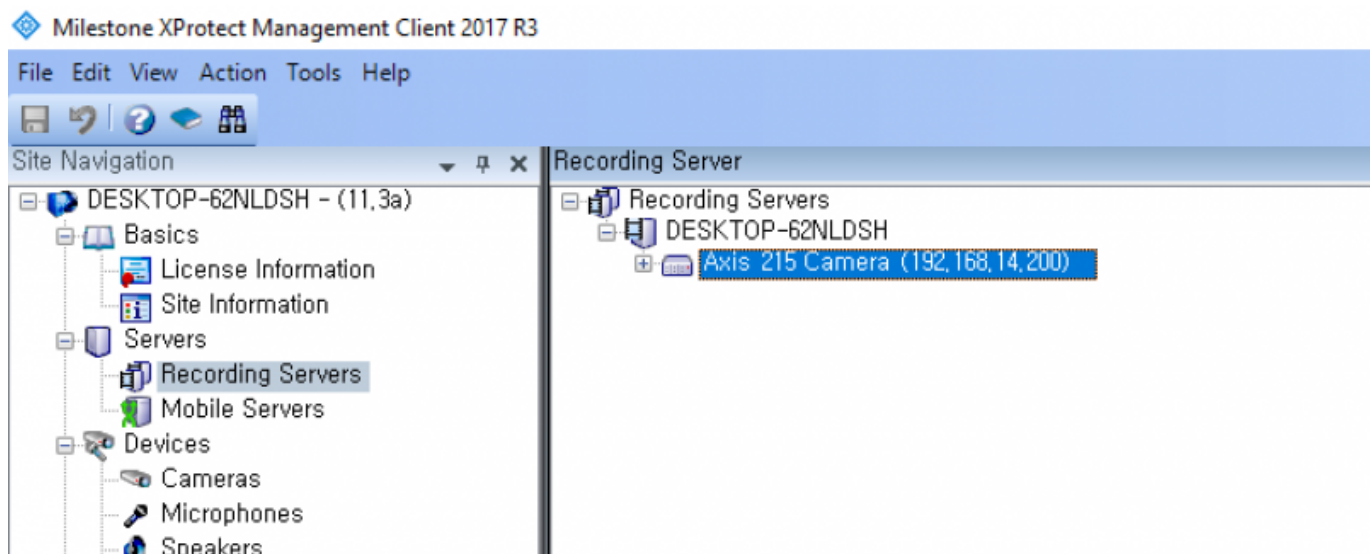 Milestone XProtect Management Client 2017 R3
File Edit View Action Tools Help
Site Navigation
DESKTOP-62NLDSH - (11,3a)
Basics
License Information
Site Information
Servers
Recording Servers
Mobile Servers
Devices
Cameras
Microphones
Speakers
Recording Server
Recording Servers
DESKTOP-62NLDSH
Axis 215 Camera (192,168,14,200)